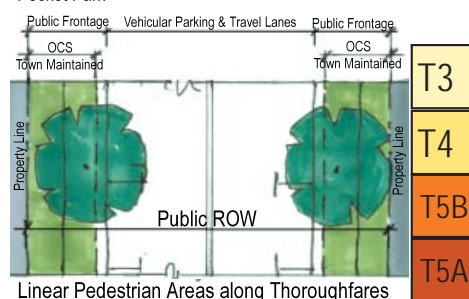 Public Frontage
Vehicular Parking & Travel Lanes
Public Frontage
OCS
OCS
Town Maintained
Town Maintained
Property Line
Property Line
Public ROW
Linear Pedestrian Areas along Thoroughfares
T3
T4
T5B
T5A